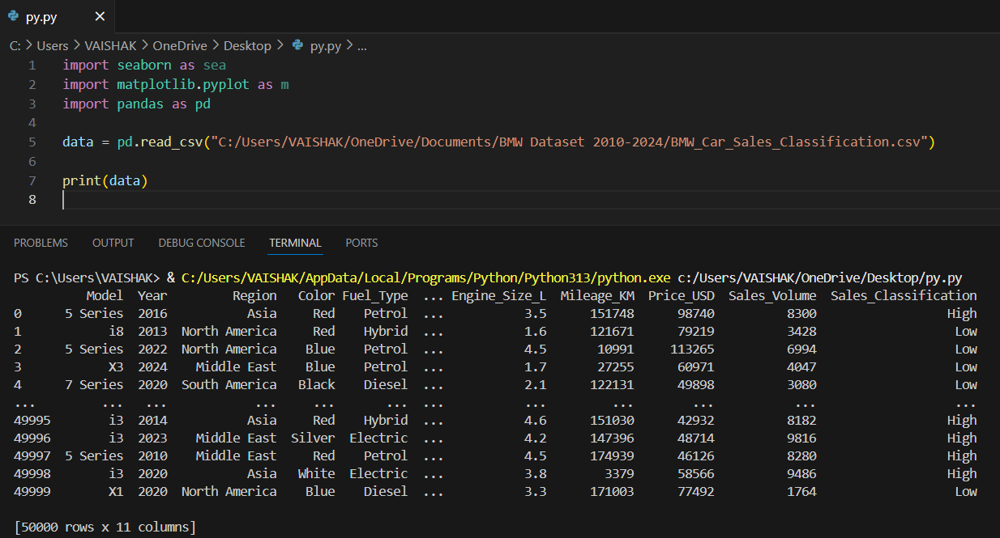 py.py ×
C: > Users > VAISHAK > OneDrive > Desktop > py.py > ...
1 import seaborn as sea
2 import matplotlib.pyplot as m
3 import pandas as pd
4
5 data = pd.read_csv("C:/Users/VAISHAK/OneDrive/Documents/BMW Dataset 2010-2024/BMW_Car_Sales_Classification.csv")
6
7 print(data)
8
PROBLEMS OUTPUT DEBUG CONSOLE TERMINAL PORTS
PS C:\Users\VAISHAK> & C:/Users/VAISHAK/AppData/Local/Programs/Python/Python313/python.exe c:/Users/VAISHAK/OneDrive/Desktop/py.py
Model Year Region Color Fuel_Type ... Engine_Size_L Mileage_KM Price_USD Sales_Volume Sales_Classification
0 5 Series 2016 Asia Red Petrol ... 3.5 151748 98740 8300 High
1 i8 2013 North America Red Hybrid ... 1.6 121671 79219 3428 Low
2 5 Series 2022 North America Blue Petrol ... 4.5 10991 113265 6994 Low
3 X3 2024 Middle East Blue Petrol ... 1.7 27255 60971 4047 Low
4 7 Series 2020 South America Black Diesel ... 2.1 122131 49898 3080 Low
... ... ... ... ... ... ... ... ... ... ... ...
49995 i3 2014 Asia Red Hybrid ... 4.6 151030 42932 8182 High
49996 i3 2023 Middle East Silver Electric ... 4.2 147396 48714 9816 High
49997 5 Series 2010 Middle East Red Petrol ... 4.5 174939 46126 8280 High
49998 i3 2020 Asia White Electric ... 3.8 3379 58566 9486 High
49999 X1 2020 North America Blue Diesel ... 3.3 171003 77492 1764 Low
[50000 rows x 11 columns]